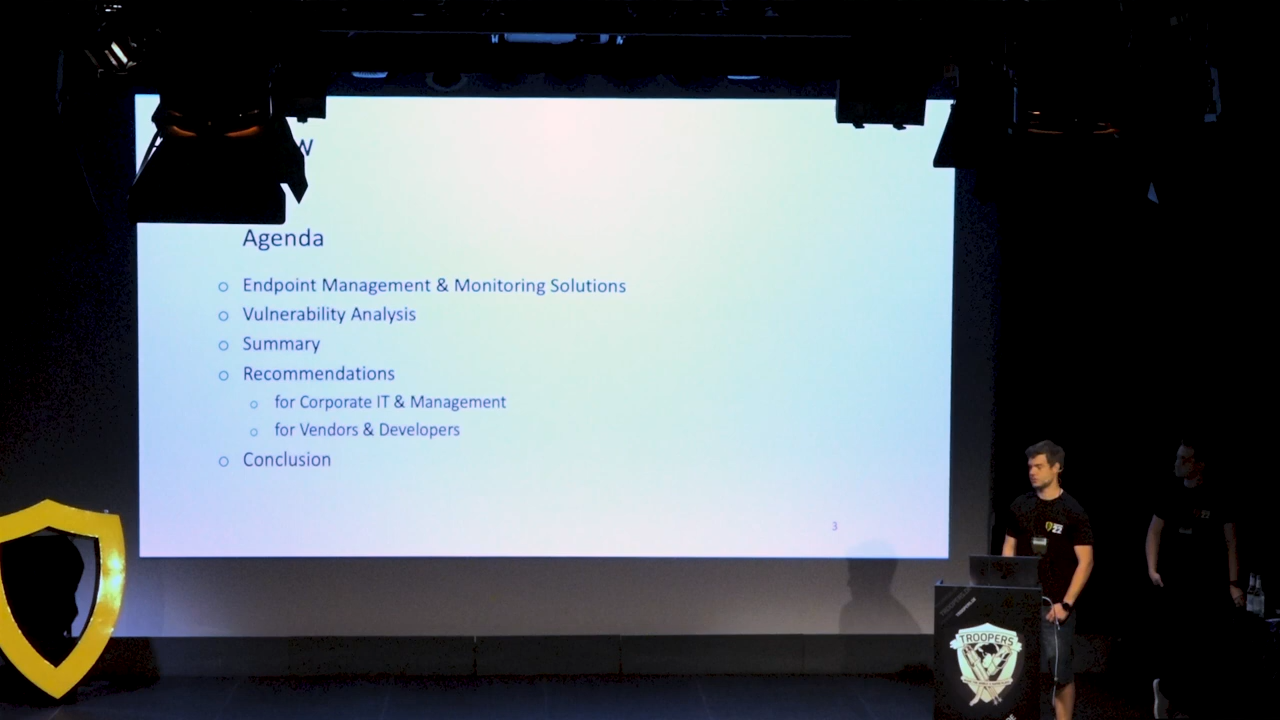 Agenda
Endpoint Management & Monitoring Solutions
Vulnerability Analysis
Summary
Recommendations
for Corporate IT & Management
for Vendors & Developers
Conclusion
3
TROOPERS